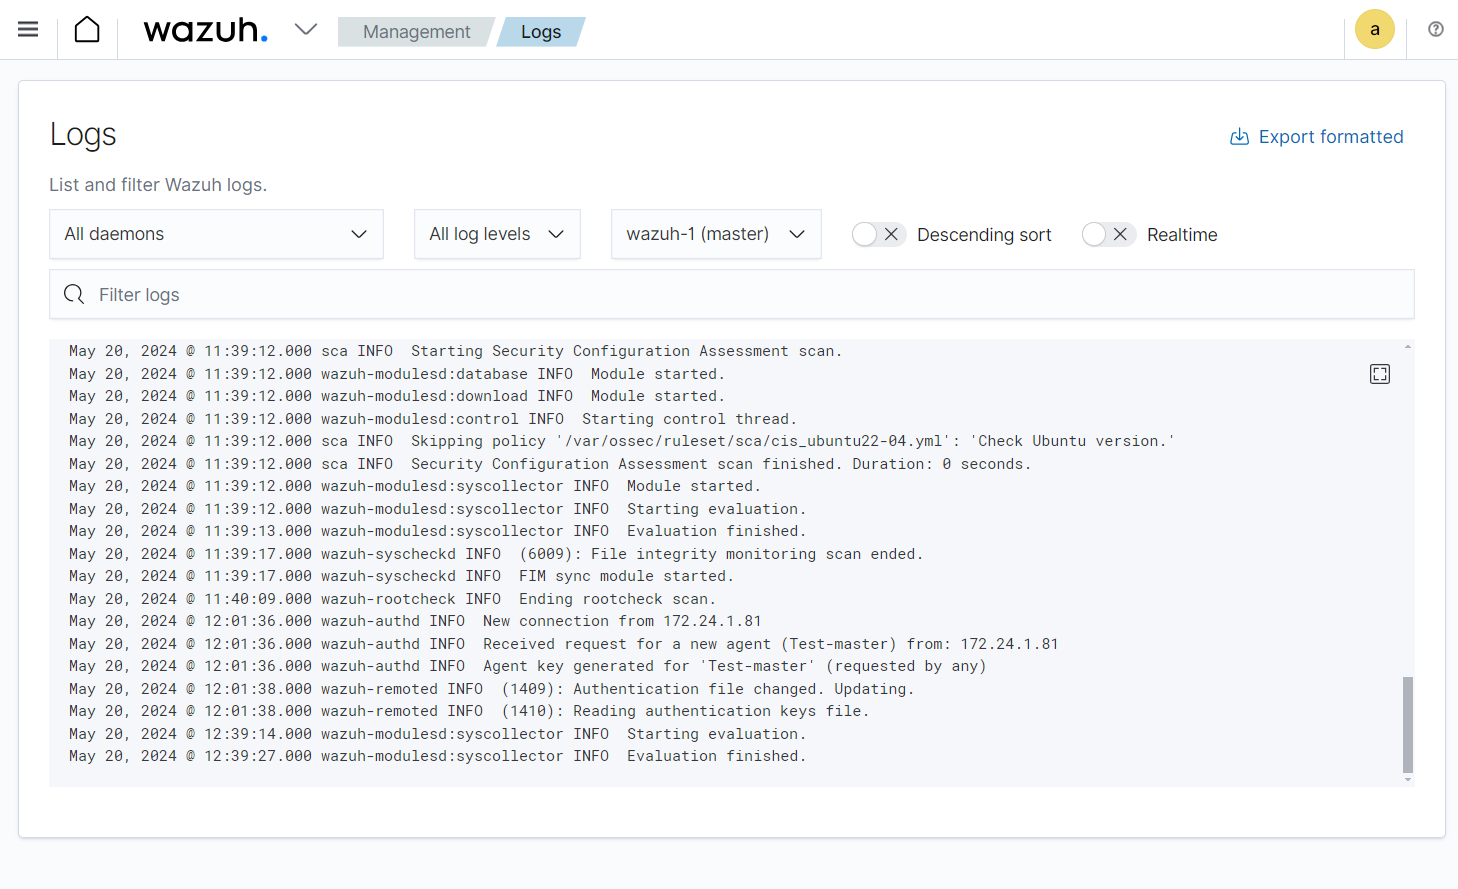 wazuh.
Management
Logs
a
Logs
Export formatted
List and filter Wazuh logs.
All daemons
All log levels
wazuh-1 (master)
Descending sort
Realtime
Filter logs
May 20, 2024 @ 11:39:12.000 sca INFO  Starting Security Configuration Assessment scan.
May 20, 2024 @ 11:39:12.000 wazuh-modulesd:database INFO  Module started.
May 20, 2024 @ 11:39:12.000 wazuh-modulesd:download INFO  Module started.
May 20, 2024 @ 11:39:12.000 wazuh-modulesd:control INFO  Starting control thread.
May 20, 2024 @ 11:39:12.000 sca INFO  Skipping policy '/var/ossec/ruleset/sca/cis_ubuntu22-04.yml': 'Check Ubuntu version.'
May 20, 2024 @ 11:39:12.000 sca INFO  Security Configuration Assessment scan finished. Duration: 0 seconds.
May 20, 2024 @ 11:39:12.000 wazuh-modulesd:syscollector INFO  Module started.
May 20, 2024 @ 11:39:12.000 wazuh-modulesd:syscollector INFO  Starting evaluation.
May 20, 2024 @ 11:39:13.000 wazuh-modulesd:syscollector INFO  Evaluation finished.
May 20, 2024 @ 11:39:17.000 wazuh-syscheckd INFO  (6009): File integrity monitoring scan ended.
May 20, 2024 @ 11:39:17.000 wazuh-syscheckd INFO  FIM sync module started.
May 20, 2024 @ 11:40:09.000 wazuh-rootcheck INFO  Ending rootcheck scan.
May 20, 2024 @ 12:01:36.000 wazuh-authd INFO  New connection from 172.24.1.81
May 20, 2024 @ 12:01:36.000 wazuh-authd INFO  Received request for a new agent (Test-master) from: 172.24.1.81
May 20, 2024 @ 12:01:36.000 wazuh-authd INFO  Agent key generated for 'Test-master' (requested by any)
May 20, 2024 @ 12:01:38.000 wazuh-remoted INFO  (1409): Authentication file changed. Updating.
May 20, 2024 @ 12:01:38.000 wazuh-remoted INFO  (1410): Reading authentication keys file.
May 20, 2024 @ 12:39:14.000 wazuh-modulesd:syscollector INFO  Starting evaluation.
May 20, 2024 @ 12:39:27.000 wazuh-modulesd:syscollector INFO  Evaluation finished.